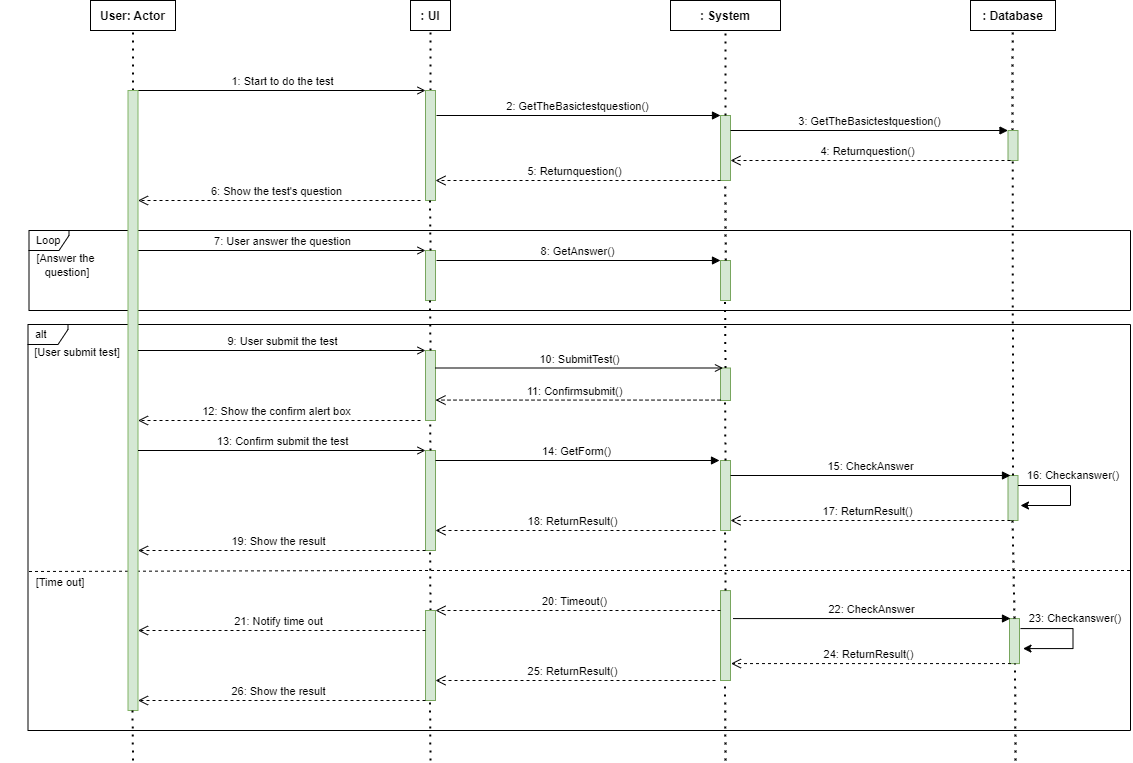 User: Actor
: UI
: System
: Database
1: Start to do the test
2: GetTheBasictestquestion()
3: GetTheBasictestquestion()
4: Returnquestion()
5: Returnquestion()
6: Show the test's question
Loop
7: User answer the question
[Answer the
question]
8: GetAnswer()
alt
[User submit test]
9: User submit the test
10: SubmitTest()
11: Confirmsubmit()
12: Show the confirm alert box
13: Confirm submit the test
14: GetForm()
15: CheckAnswer
16: Checkanswer()
17: ReturnResult()
18: ReturnResult()
19: Show the result
[Time out]
20: Timeout()
21: Notify time out
22: CheckAnswer
23: Checkanswer()
24: ReturnResult()
25: ReturnResult()
26: Show the result